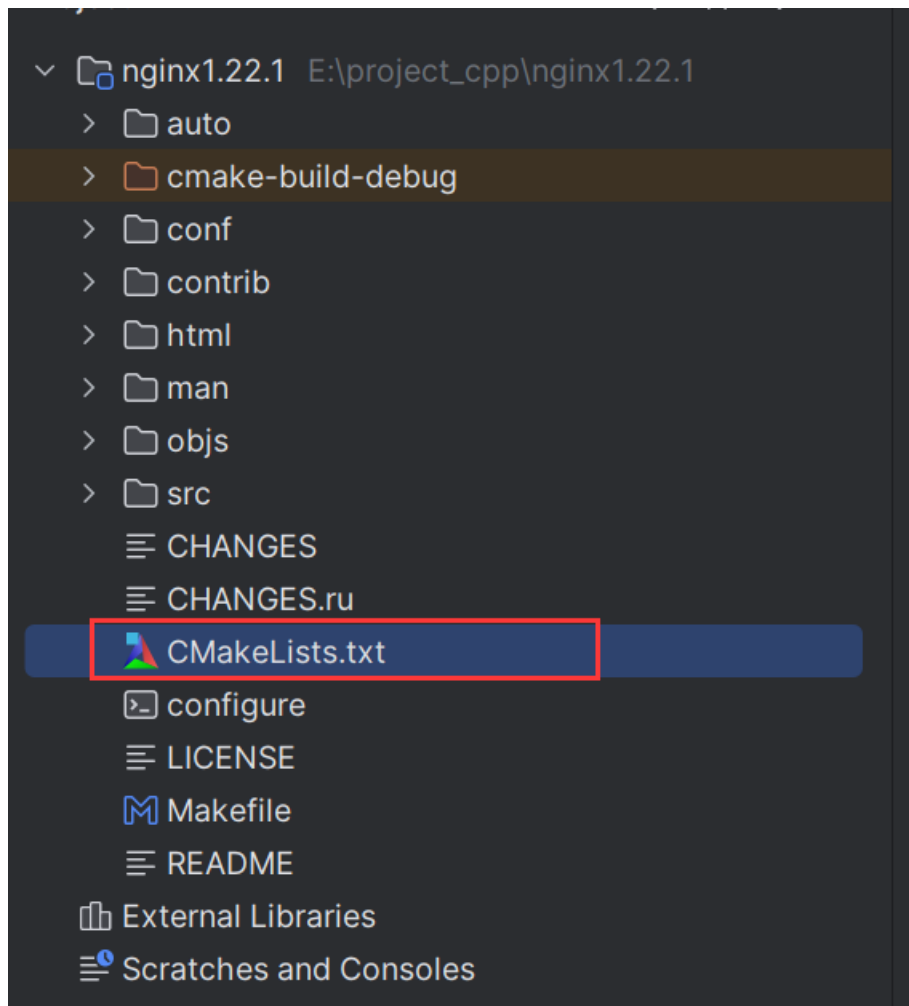 nginx1.22.1 E:\project_cpp\nginx1.22.1
auto
cmake-build-debug
conf
contrib
html
man
objs
src
CHANGES
CHANGES.ru
CMakeLists.txt
configure
LICENSE
Makefile
README
External Libraries
Scratches and Consoles